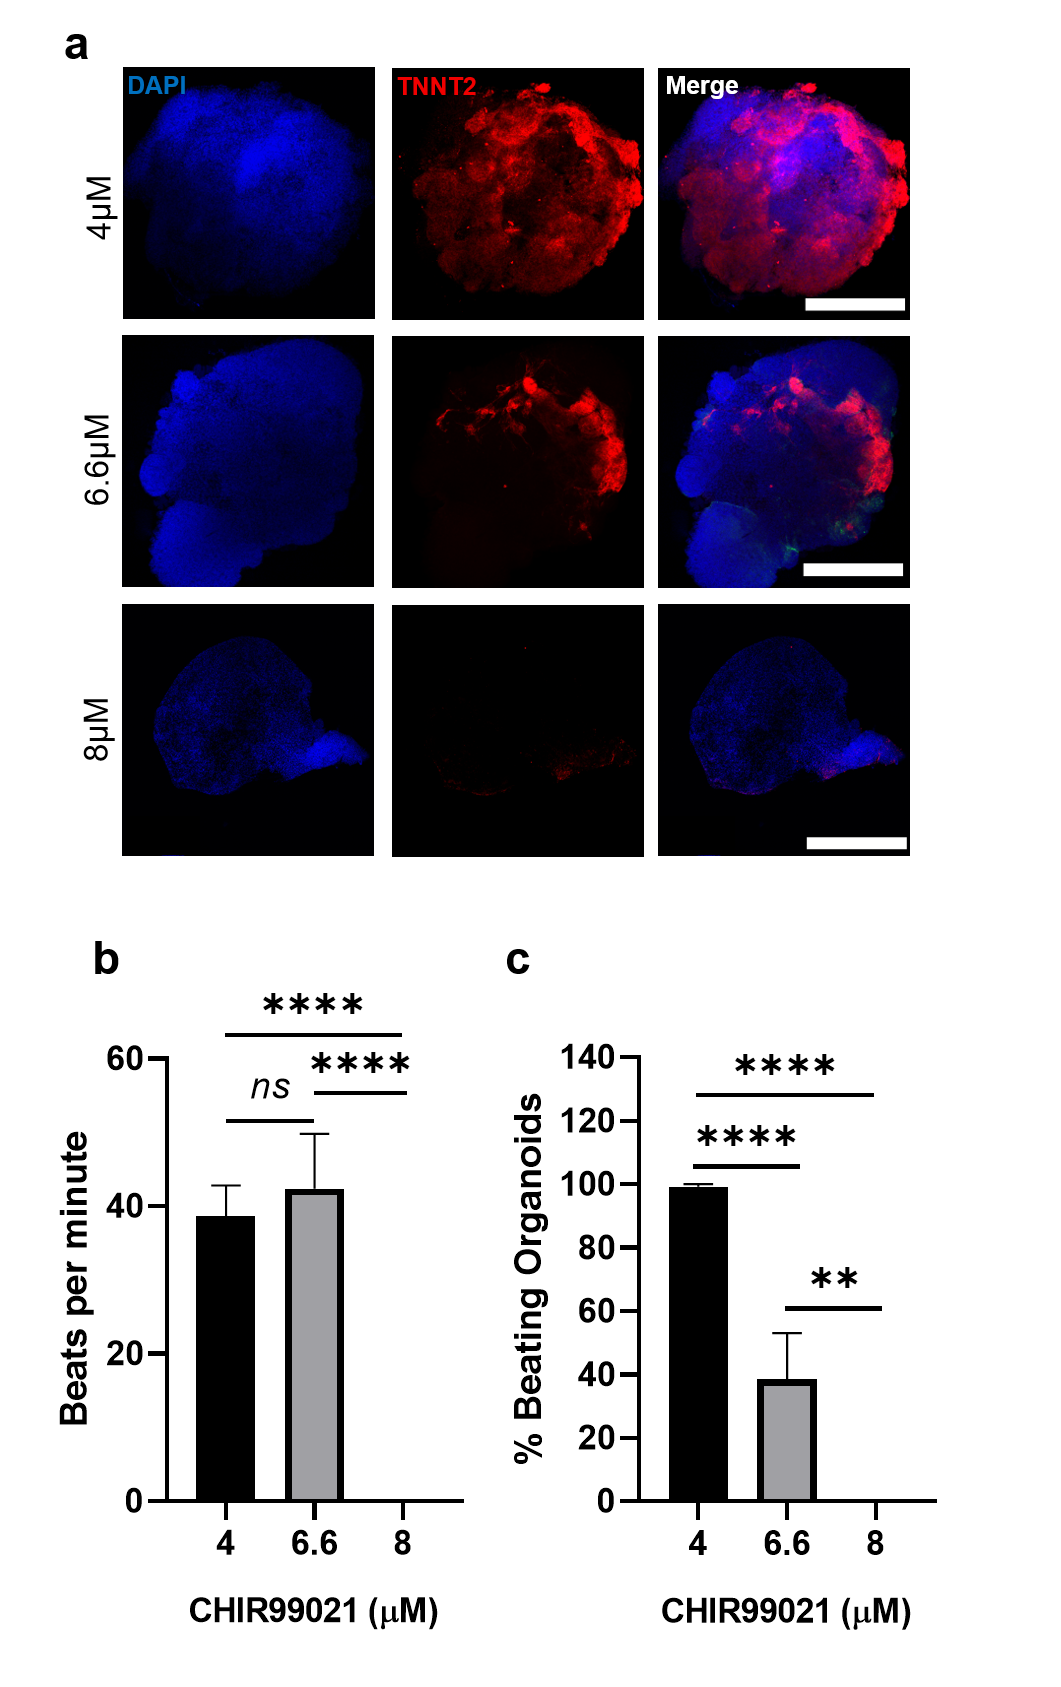 a
DAPI TNNT2 Merge
4µM
6.6µM
8µM
b
****
****
ns
60
40
20
0
Beats per minute
4 6.6 8
CHIR99021 (µM)
c
****
****
**
140
120
100
80
60
40
20
0
% Beating Organoids
4 6.6 8
CHIR99021 (µM)